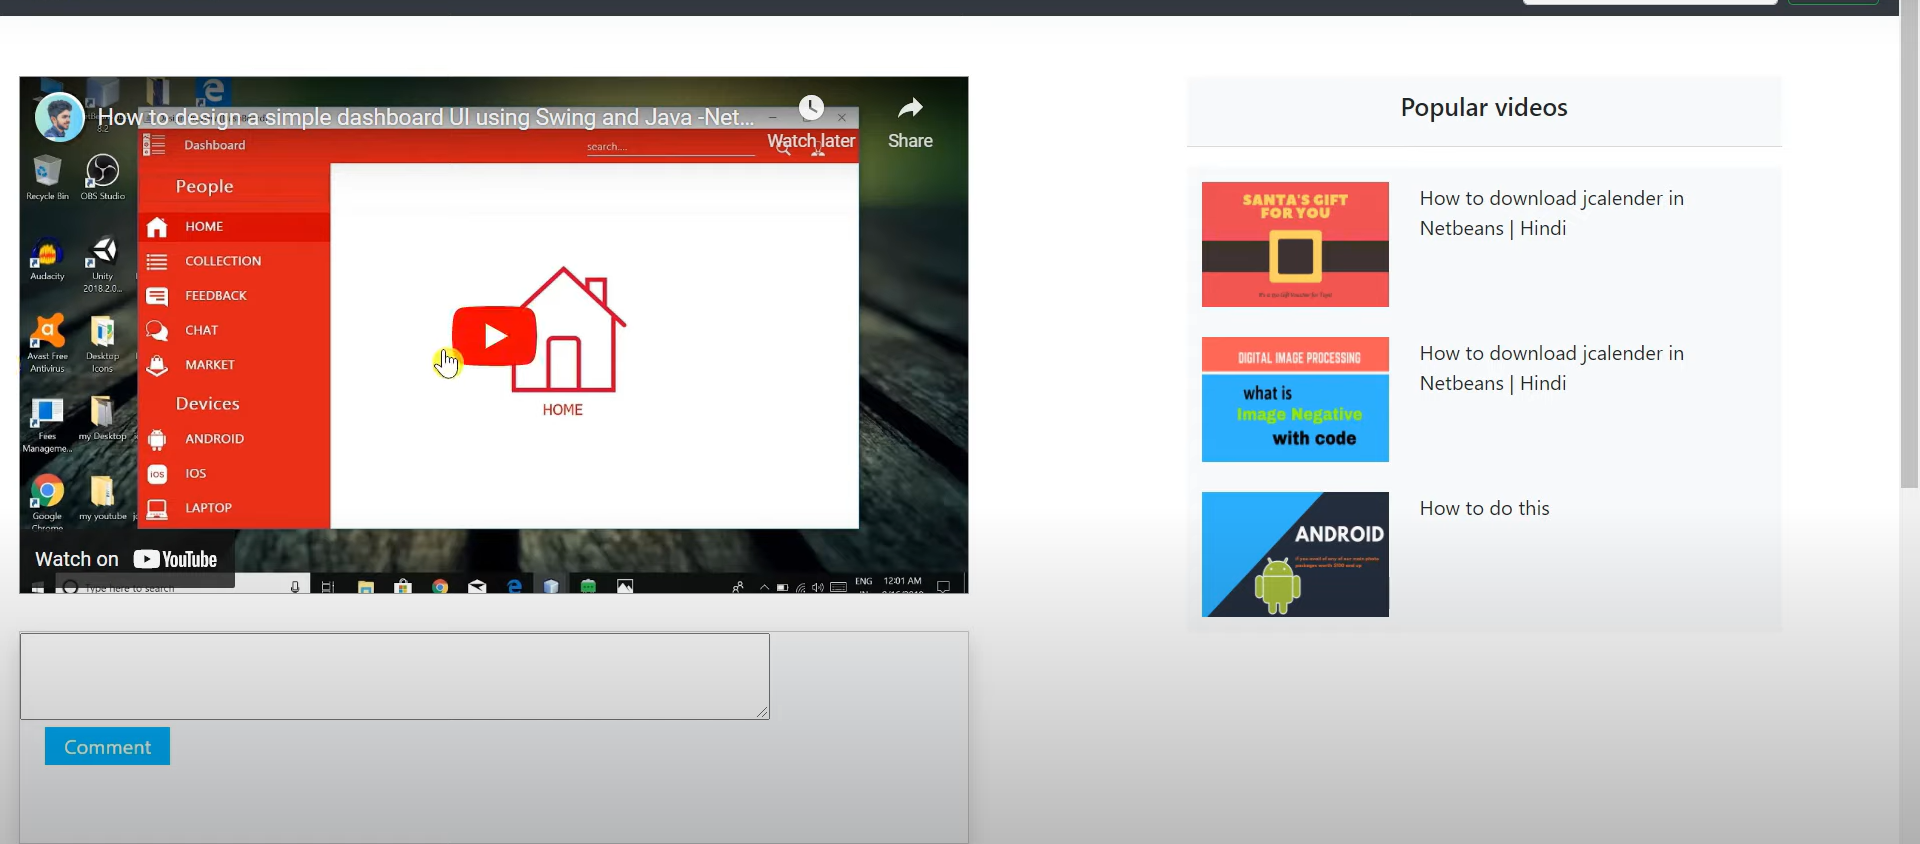 How to design a simple dashboard UI using Swing and Java -Net...
Watch later
Share
Dashboard
search....
People
HOME
COLLECTION
FEEDBACK
CHAT
MARKET
Devices
ANDROID
IOS
LAPTOP
HOME
Recycle Bin
OBS Studio
Audacity
Unity
2018.2.0...
Avast Free
Antivirus
Desktop
Icons
Fees
Manageme...
my Desktop
Google
Chrome
my youtube
Watch on YouTube
Type here to search
ENG
12:01 AM
Comment
Popular videos
SANTA'S GIFT
FOR YOU
How to download jcalender in
Netbeans | Hindi
DIGITAL IMAGE PROCESSING
what is
Image Negative
with code
How to download jcalender in
Netbeans | Hindi
ANDROID
How to do this